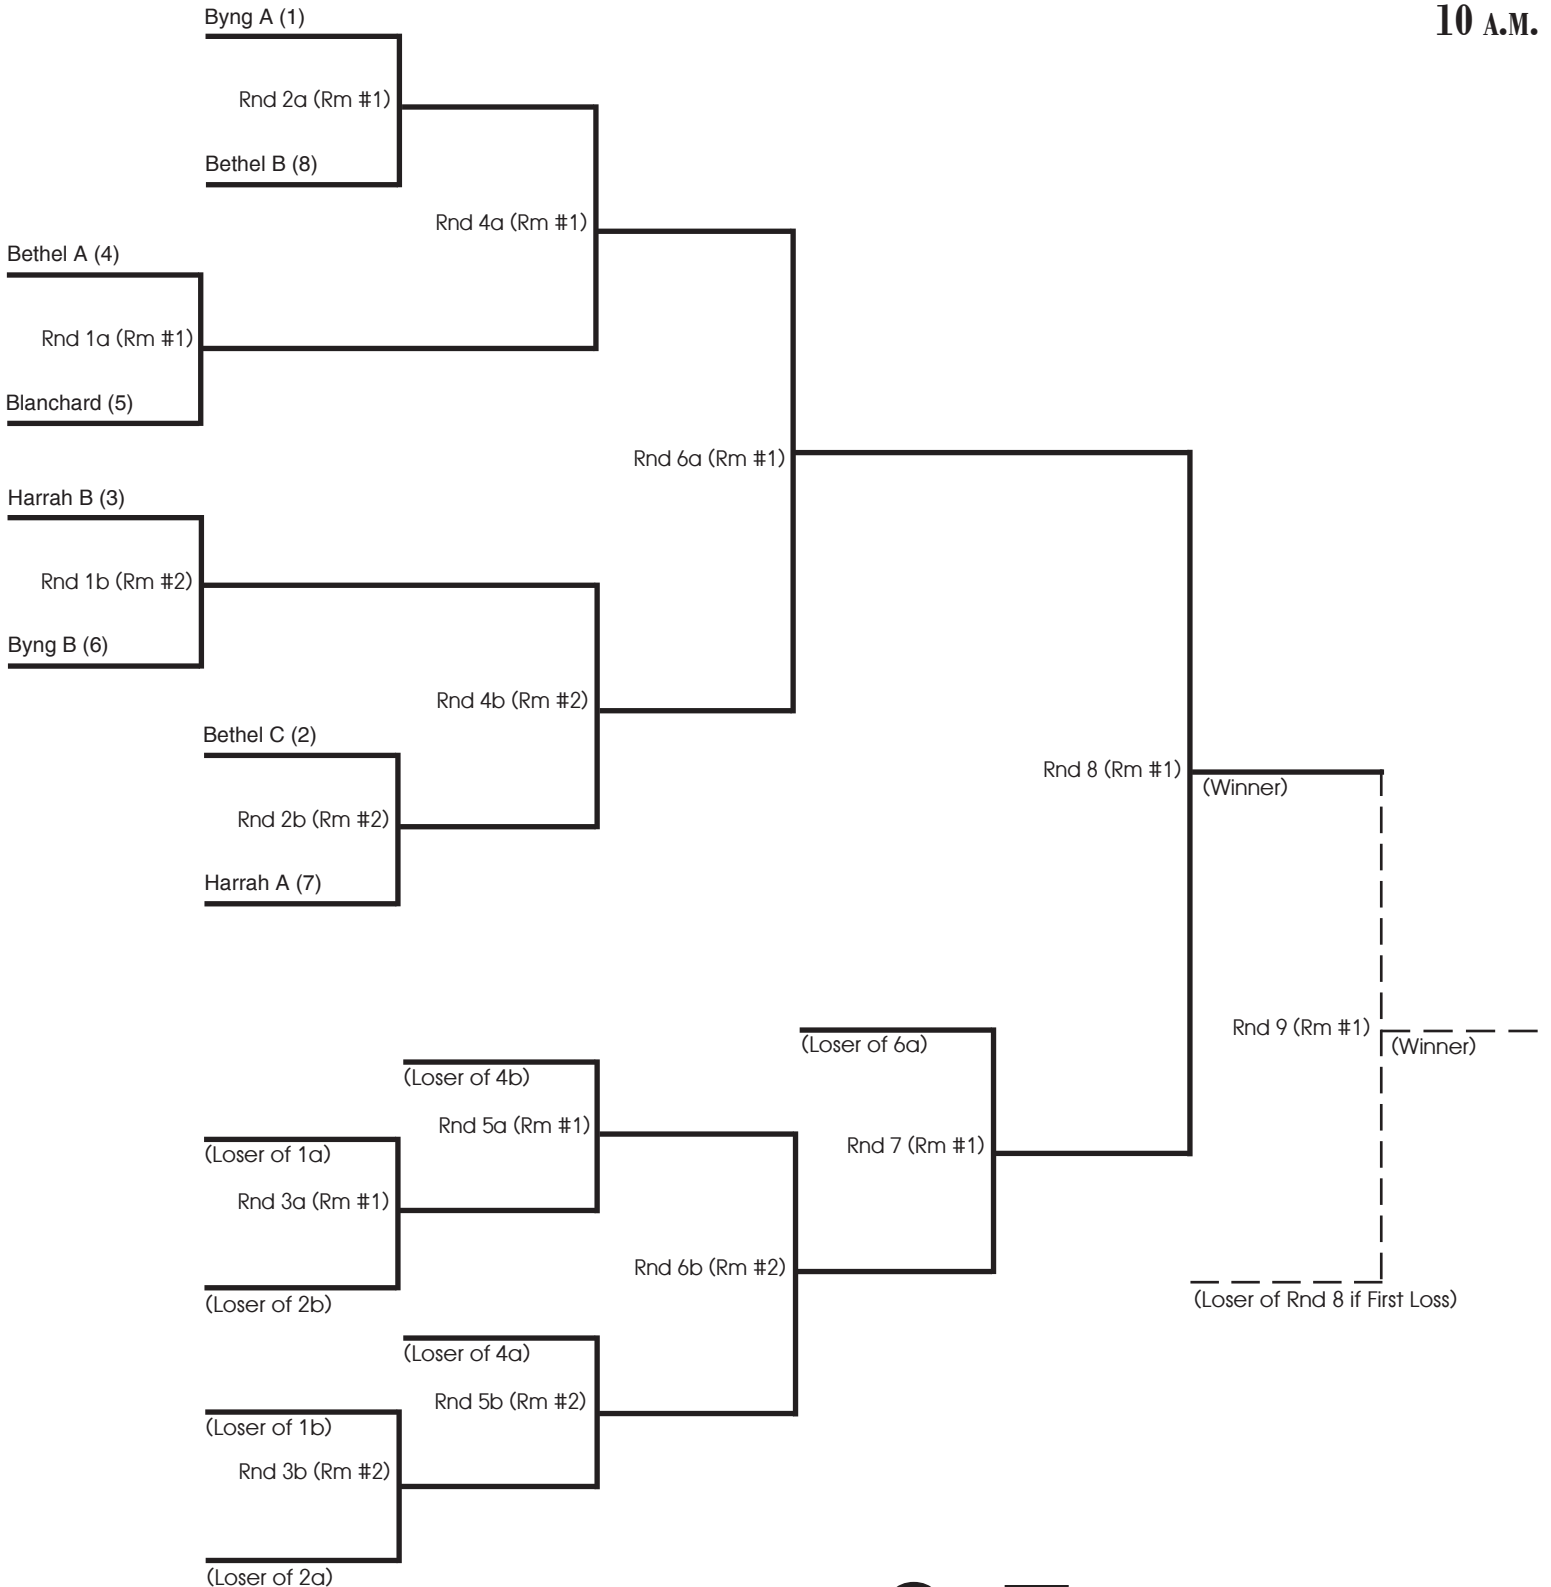 10 A.M.
Byng A (1)
Rnd 2a (Rm #1)
Bethel B (8)
Rnd 4a (Rm #1)
Bethel A (4)
Rnd 1a (Rm #1)
Blanchard (5)
Rnd 6a (Rm #1)
Harrah B (3)
Rnd 1b (Rm #2)
Byng B (6)
Rnd 4b (Rm #2)
Bethel C (2)
Rnd 2b (Rm #2)
Harrah A (7)
Rnd 8 (Rm #1)
(Winner)
Rnd 9 (Rm #1)
(Winner)
(Loser of Rnd 8 if First Loss)
(Loser of 6a)
Rnd 7 (Rm #1)
(Loser of 4b)
Rnd 5a (Rm #1)
(Loser of 1a)
Rnd 3a (Rm #1)
(Loser of 2b)
Rnd 6b (Rm #2)
(Loser of 4a)
Rnd 5b (Rm #2)
(Loser of 1b)
Rnd 3b (Rm #2)
(Loser of 2a)